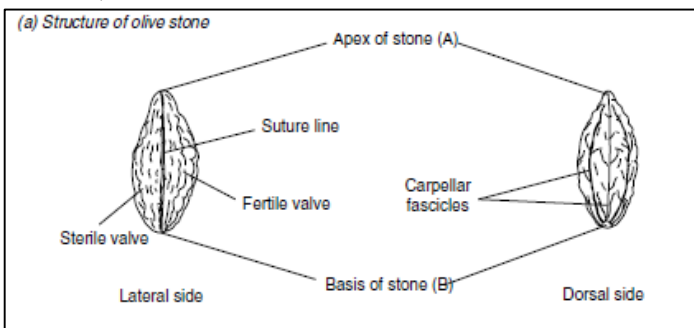 (a) Structure of olive stone
Apex of stone (A)
Suture line
Fertile valve
Carpellar
fascicles
Sterile valve
Basis of stone (B)
Lateral side
Dorsal side